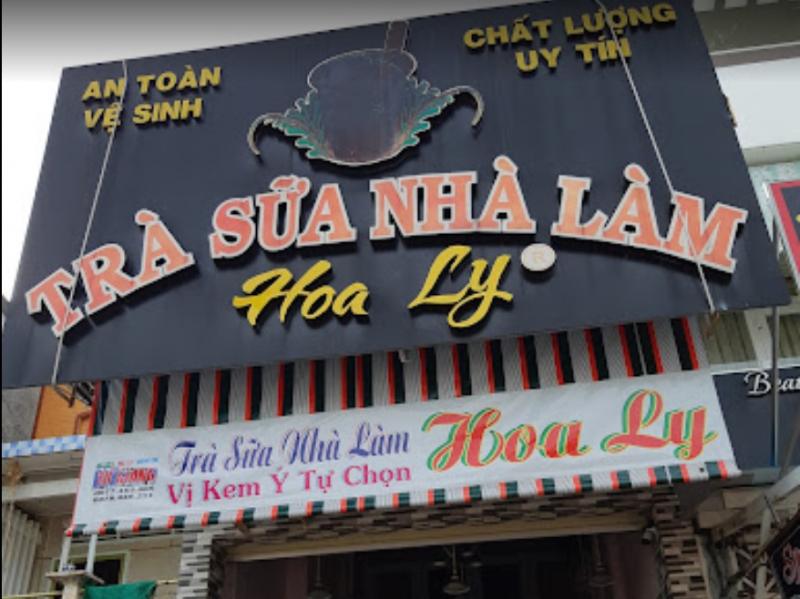 AN TOÀN
VỆ SINH
CHẤT LƯỢNG
UY TÍN
TRÀ SỮA NHÀ LÀM
Hoa Ly ®
Trà Sữa Nhà Làm
Vị Kem Ý Tự Chọn
Hoa Ly